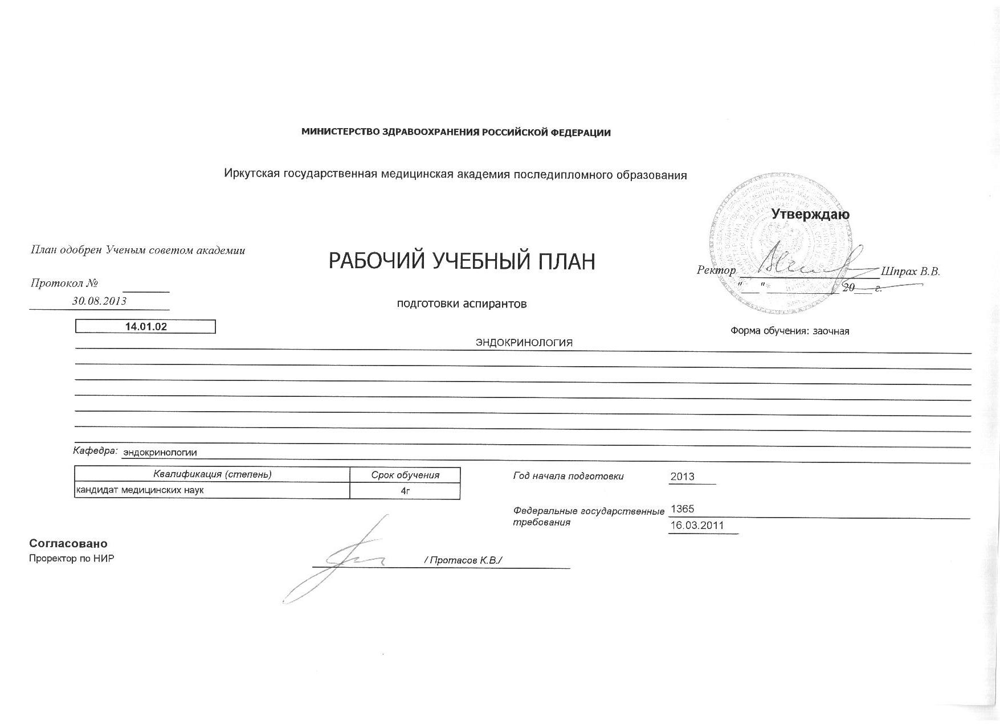 МИНИСТЕРСТВО ЗДРАВООХРАНЕНИЯ РОССИЙСКОЙ ФЕДЕРАЦИИ
Иркутская государственная медицинская академия последипломного образования
Утверждаю
План одобрен Ученым советом академии
РАБОЧИЙ УЧЕБНЫЙ ПЛАН
Ректор Шпрах В.В.
Протокол №
"___" ____________ 20___ г.
30.08.2013
подготовки аспирантов
14.01.02
Форма обучения: заочная
ЭНДОКРИНОЛОГИЯ
Кафедра: эндокринологии
Квалификация (степень) Срок обучения
кандидат медицинских наук 4г
Год начала подготовки 2013
Федеральные государственные требования 1365
16.03.2011
Согласовано
Проректор по НИР / Протасов К.В./